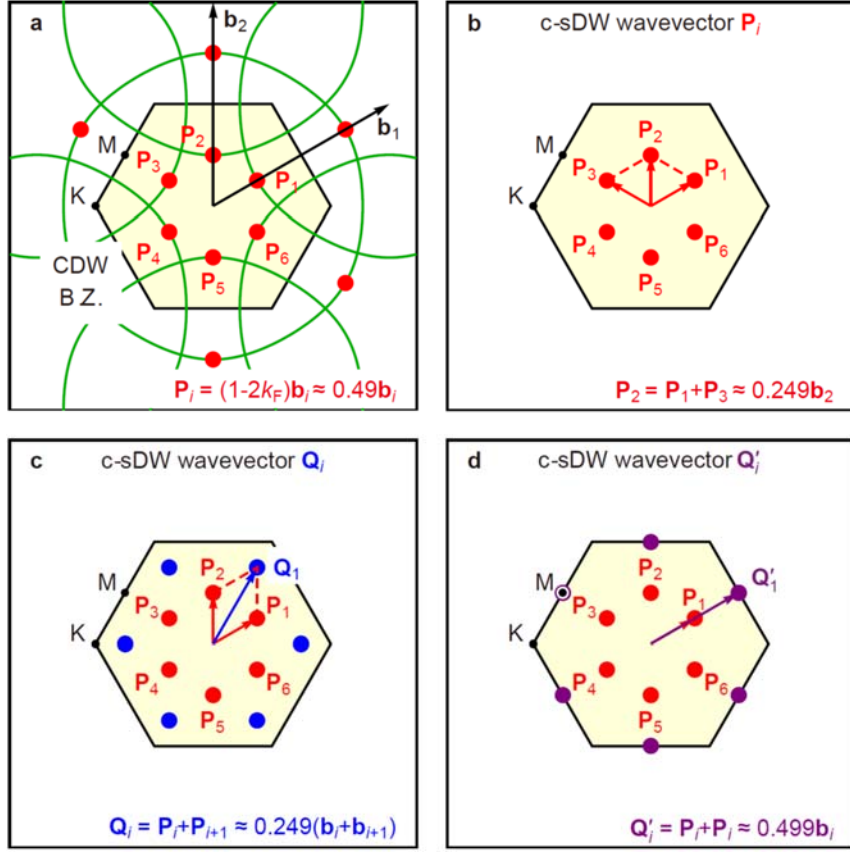 a
b₂
b₁
M
P₂
P₃
P₁
K
P₄
P₆
P₅
CDW
B.Z.
Pᵢ = (1-2k_F)bᵢ ≈ 0.49bᵢ
b c-sDW wavevector Pᵢ
M
P₂
P₃
P₁
K
P₄
P₆
P₅
P₂ = P₁+P₃ ≈ 0.249b₂
c c-sDW wavevector Qᵢ
Q₁
M
P₂
P₃
P₁
K
P₄
P₆
P₅
Qᵢ = Pᵢ+Pᵢ₊₁ ≈ 0.249(bᵢ+bᵢ₊₁)
d c-sDW wavevector Q′ᵢ
M
P₂
Q′₁
P₃
P₁
K
P₄
P₆
P₅
Q′ᵢ = Pᵢ+Pᵢ ≈ 0.499bᵢ